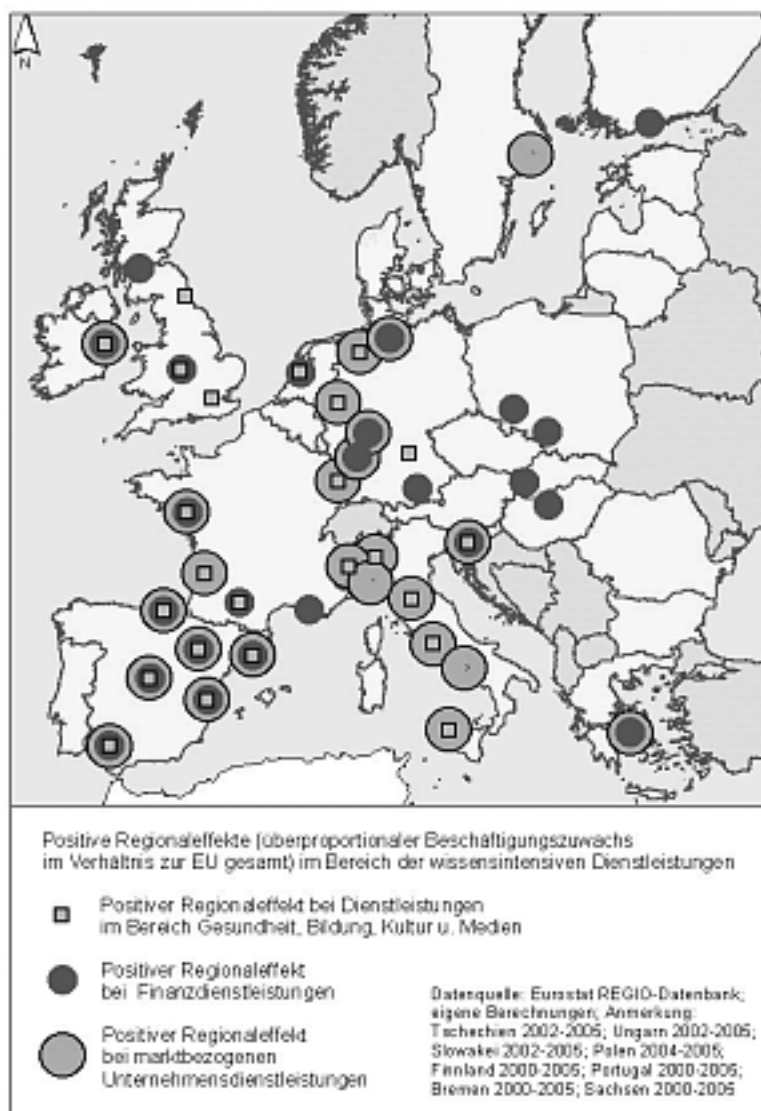 N
Positive Regionaleffekte (überproportionaler Beschäftigungszuwachs
im Verhältnis zur EU gesamt) im Bereich der wissensintensiven Dienstleistungen
Positiver Regionaleffekt bei Dienstleistungen
im Bereich Gesundheit, Bildung, Kultur u. Medien
Positiver Regionaleffekt
bei Finanzdienstleistungen
Positiver Regionaleffekt
bei marktbezogenen
Unternehmensdienstleistungen
Datenquelle: Eurostat REGIO-Datenbank;
eigene Berechnungen; Anmerkung:
Tschechien 2002-2005; Ungarn 2002-2005;
Slowakei 2002-2005; Polen 2004-2005;
Finnland 2000-2005; Portugal 2000-2005;
Bremen 2000-2005; Sachsen 2000-2005